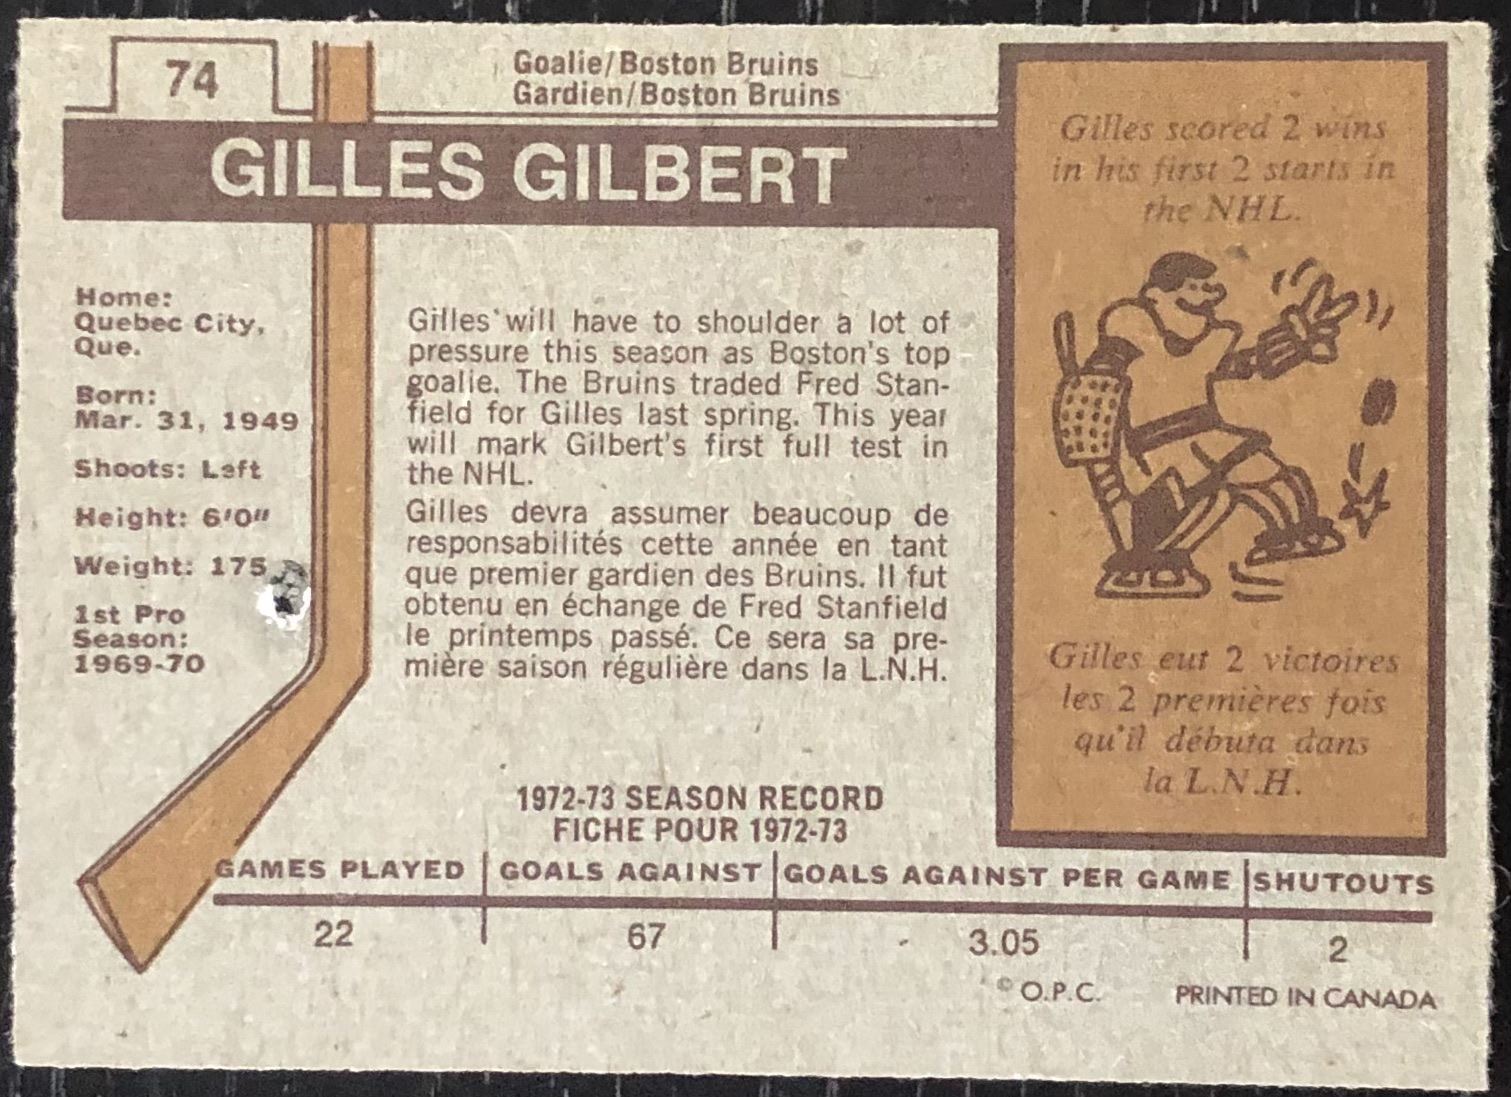 74
Goalie/Boston Bruins
Gardien/Boston Bruins
GILLES GILBERT
Home:
Quebec City,
Que.
Born:
Mar. 31, 1949
Shoots: Left
Height: 6'0"
Weight: 175
1st Pro
Season:
1969-70
Gilles will have to shoulder a lot of
pressure this season as Boston's top
goalie. The Bruins traded Fred Stan-
field for Gilles last spring. This year
will mark Gilbert's first full test in
the NHL.
Gilles devra assumer beaucoup de
responsabilités cette année en tant
que premier gardien des Bruins. Il fut
obtenu en échange de Fred Stanfield
le printemps passé. Ce sera sa pre-
mière saison régulière dans la L.N.H.
Gilles scored 2 wins
in his first 2 starts in
the NHL.
Gilles eut 2 victoires
les 2 premières fois
qu'il débuta dans
la L.N.H.
1972-73 SEASON RECORD
FICHE POUR 1972-73
GAMES PLAYED GOALS AGAINST GOALS AGAINST PER GAME SHUTOUTS
22 67 3.05 2
© O.P.C. PRINTED IN CANADA